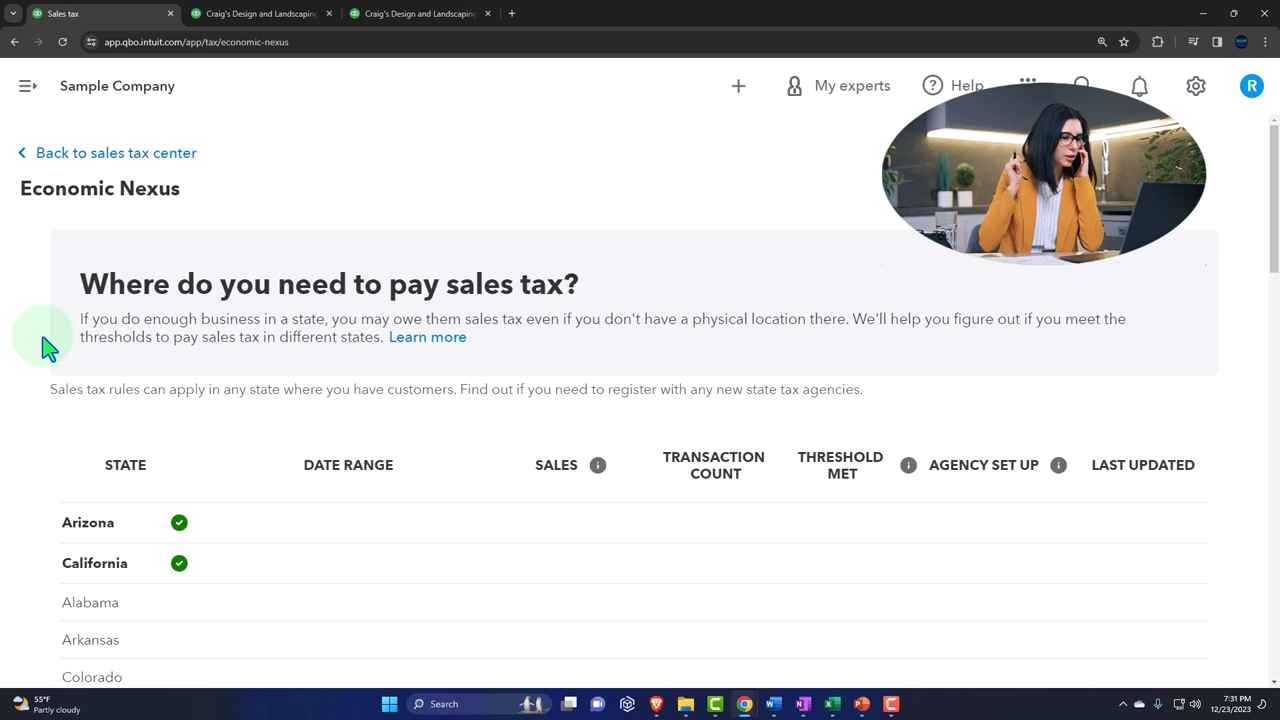 Sales tax
Craig's Design and Landscaping
Craig's Design and Landscaping
app.qbo.intuit.com/app/tax/economic-nexus
Sample Company
My experts
Help
R
Back to sales tax center
Economic Nexus
Where do you need to pay sales tax?
If you do enough business in a state, you may owe them sales tax even if you don't have a physical location there. We'll help you figure out if you meet the
thresholds to pay sales tax in different states. Learn more
Sales tax rules can apply in any state where you have customers. Find out if you need to register with any new state tax agencies.
STATE DATE RANGE SALES TRANSACTION COUNT THRESHOLD MET AGENCY SET UP LAST UPDATED
Arizona
California
Alabama
Arkansas
Colorado
55°F
Partly cloudy
Search
7:31 PM
12/23/2023